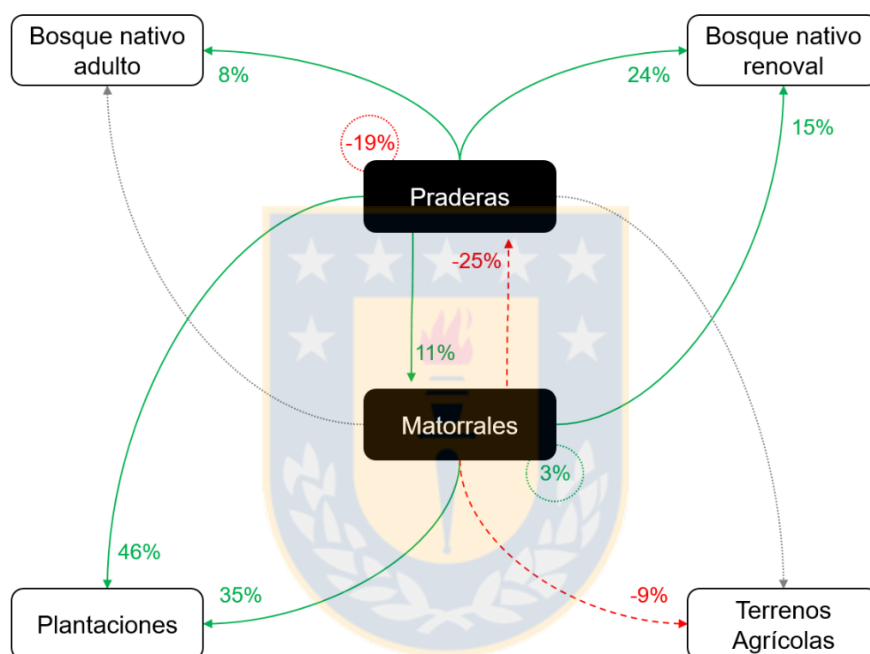 Bosque nativo
adulto
Bosque nativo
renoval
8%
24%
15%
-19%
Praderas
-25%
11%
Matorrales
3%
46%
35%
-9%
Plantaciones
Terrenos
Agrícolas